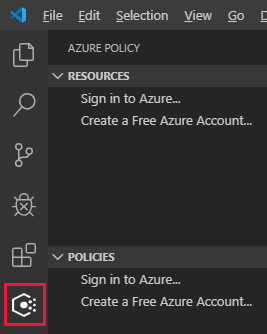 File Edit Selection View Go D
AZURE POLICY
RESOURCES
Sign in to Azure...
Create a Free Azure Account...
POLICIES
Sign in to Azure...
Create a Free Azure Account...